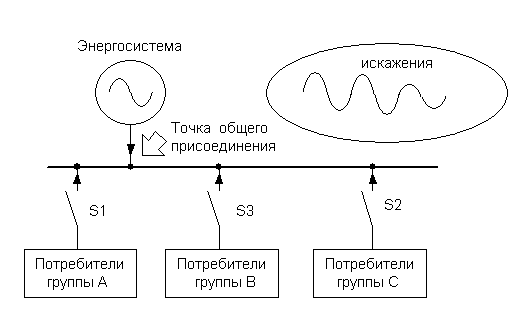 Энергосистема
искажения
Точка общего
присоединения
S1
S3
S2
Потребители
группы А
Потребители
группы В
Потребители
группы С